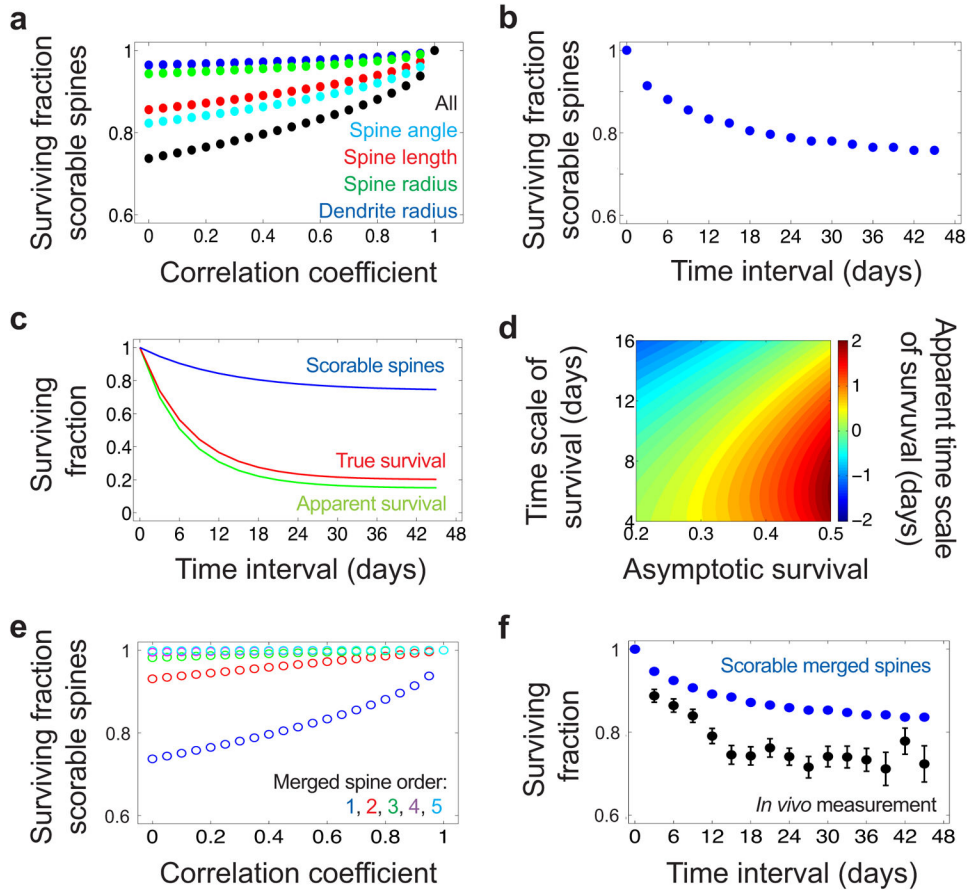 a
Surviving fraction
scorable spines
1
0.8
0.6
All
Spine angle
Spine length
Spine radius
Dendrite radius
0 0.2 0.4 0.6 0.8 1
Correlation coefficient
b
Surviving fraction
scorable spines
1
0.8
0.6
0 6 12 18 24 30 36 42 48
Time interval (days)
c
Surviving
fraction
1
0.8
0.6
0.4
0.2
0
Scorable spines
True survival
Apparent survival
0 6 12 18 24 30 36 42 48
Time interval (days)
d
Time scale of
survival (days)
16
12
8
4
0.2 0.3 0.4 0.5
Asymptotic survival
2
1
0
−1
−2
Apparent time scale
of survuval (days)
e
Surviving fraction
scorable spines
1
0.8
0.6
Merged spine order:
1, 2, 3, 4, 5
0 0.2 0.4 0.6 0.8 1
Correlation coefficient
f
Surviving
fraction
1
0.8
0.6
Scorable merged spines
In vivo measurement
0 6 12 18 24 30 36 42 48
Time interval (days)